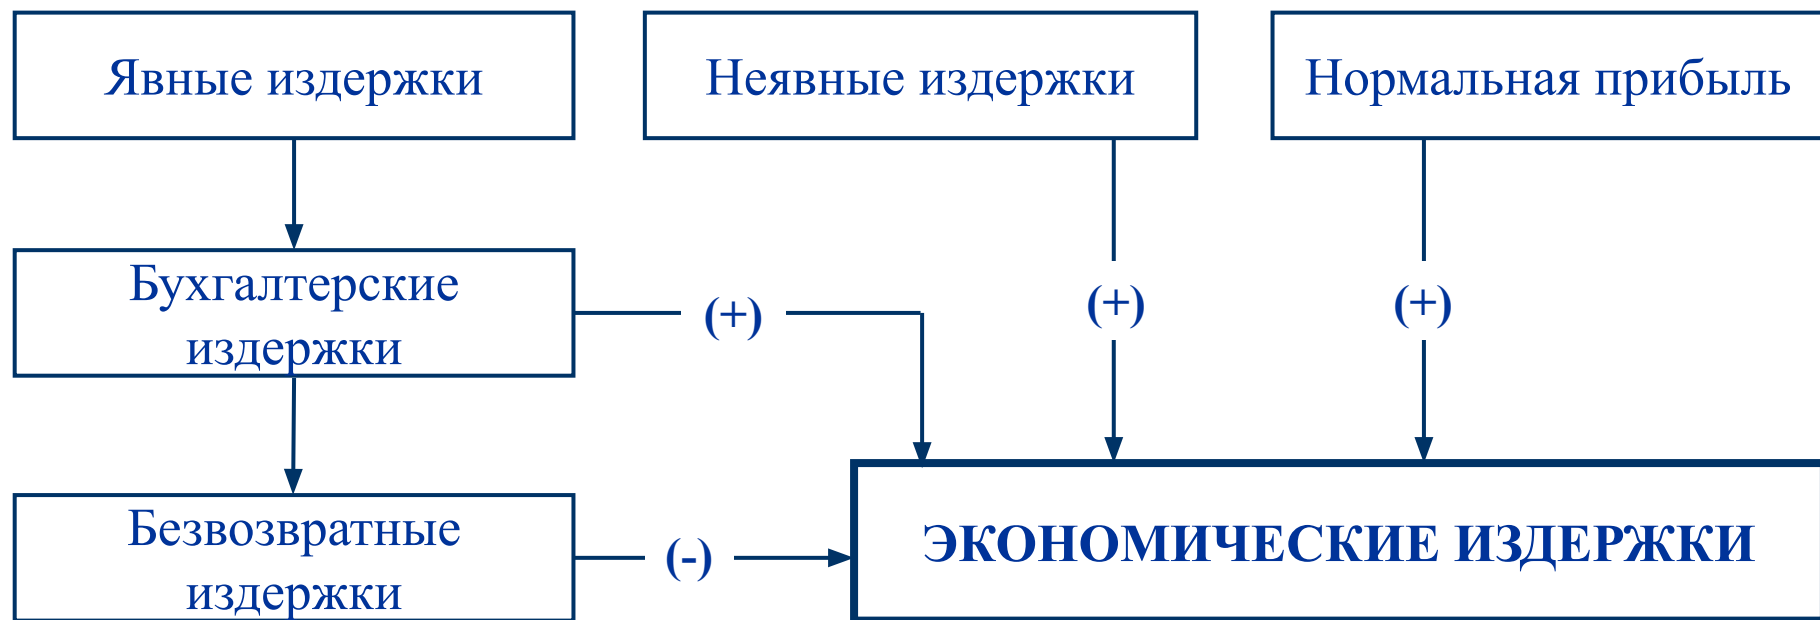 Явные издержки
Неявные издержки
Нормальная прибыль
Бухгалтерские
издержки
(+)
(+)
(+)
Безвозвратные
издержки
(-)
ЭКОНОМИЧЕСКИЕ ИЗДЕРЖКИ